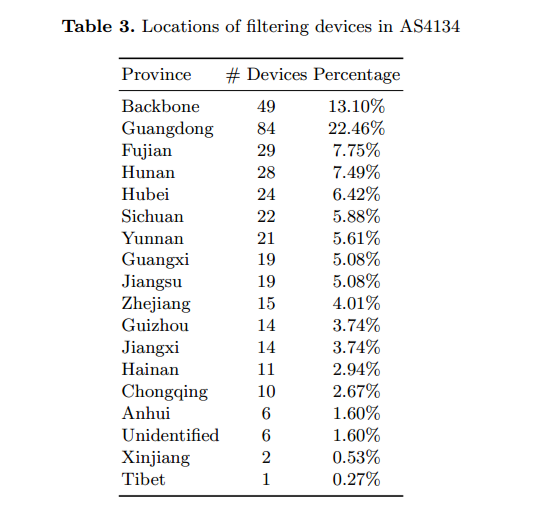 Table 3. Locations of filtering devices in AS4134
Province # Devices Percentage
Backbone 49 13.10%
Guangdong 84 22.46%
Fujian 29 7.75%
Hunan 28 7.49%
Hubei 24 6.42%
Sichuan 22 5.88%
Yunnan 21 5.61%
Guangxi 19 5.08%
Jiangsu 19 5.08%
Zhejiang 15 4.01%
Guizhou 14 3.74%
Jiangxi 14 3.74%
Hainan 11 2.94%
Chongqing 10 2.67%
Anhui 6 1.60%
Unidentified 6 1.60%
Xinjiang 2 0.53%
Tibet 1 0.27%